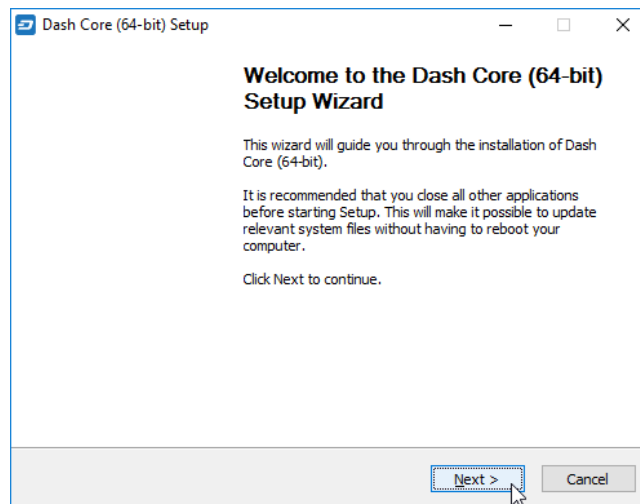 Dash Core (64-bit) Setup
Welcome to the Dash Core (64-bit)
Setup Wizard
This wizard will guide you through the installation of Dash
Core (64-bit).
It is recommended that you close all other applications
before starting Setup. This will make it possible to update
relevant system files without having to reboot your
computer.
Click Next to continue.
Next >
Cancel